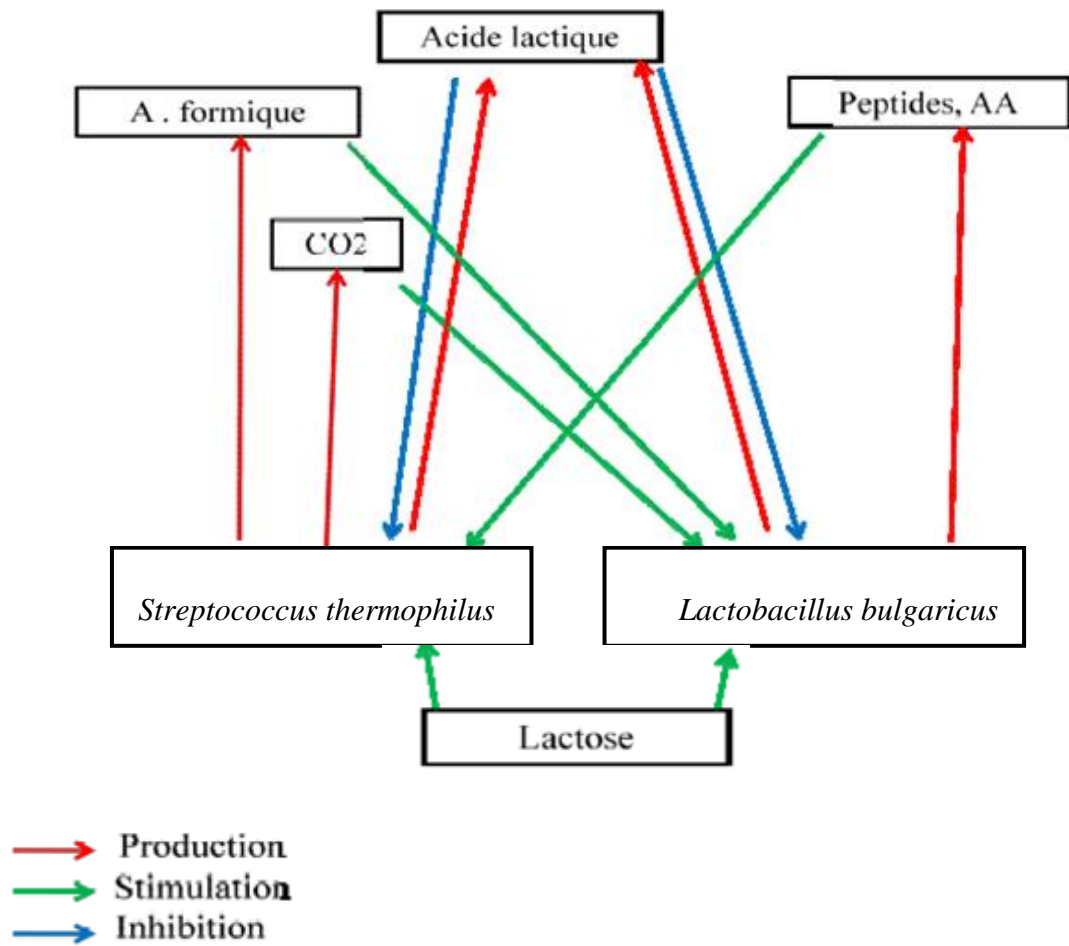 Acide lactique
A . formique
Peptides, AA
CO2
Streptococcus thermophilus
Lactobacillus bulgaricus
Lactose
Production
Stimulation
Inhibition